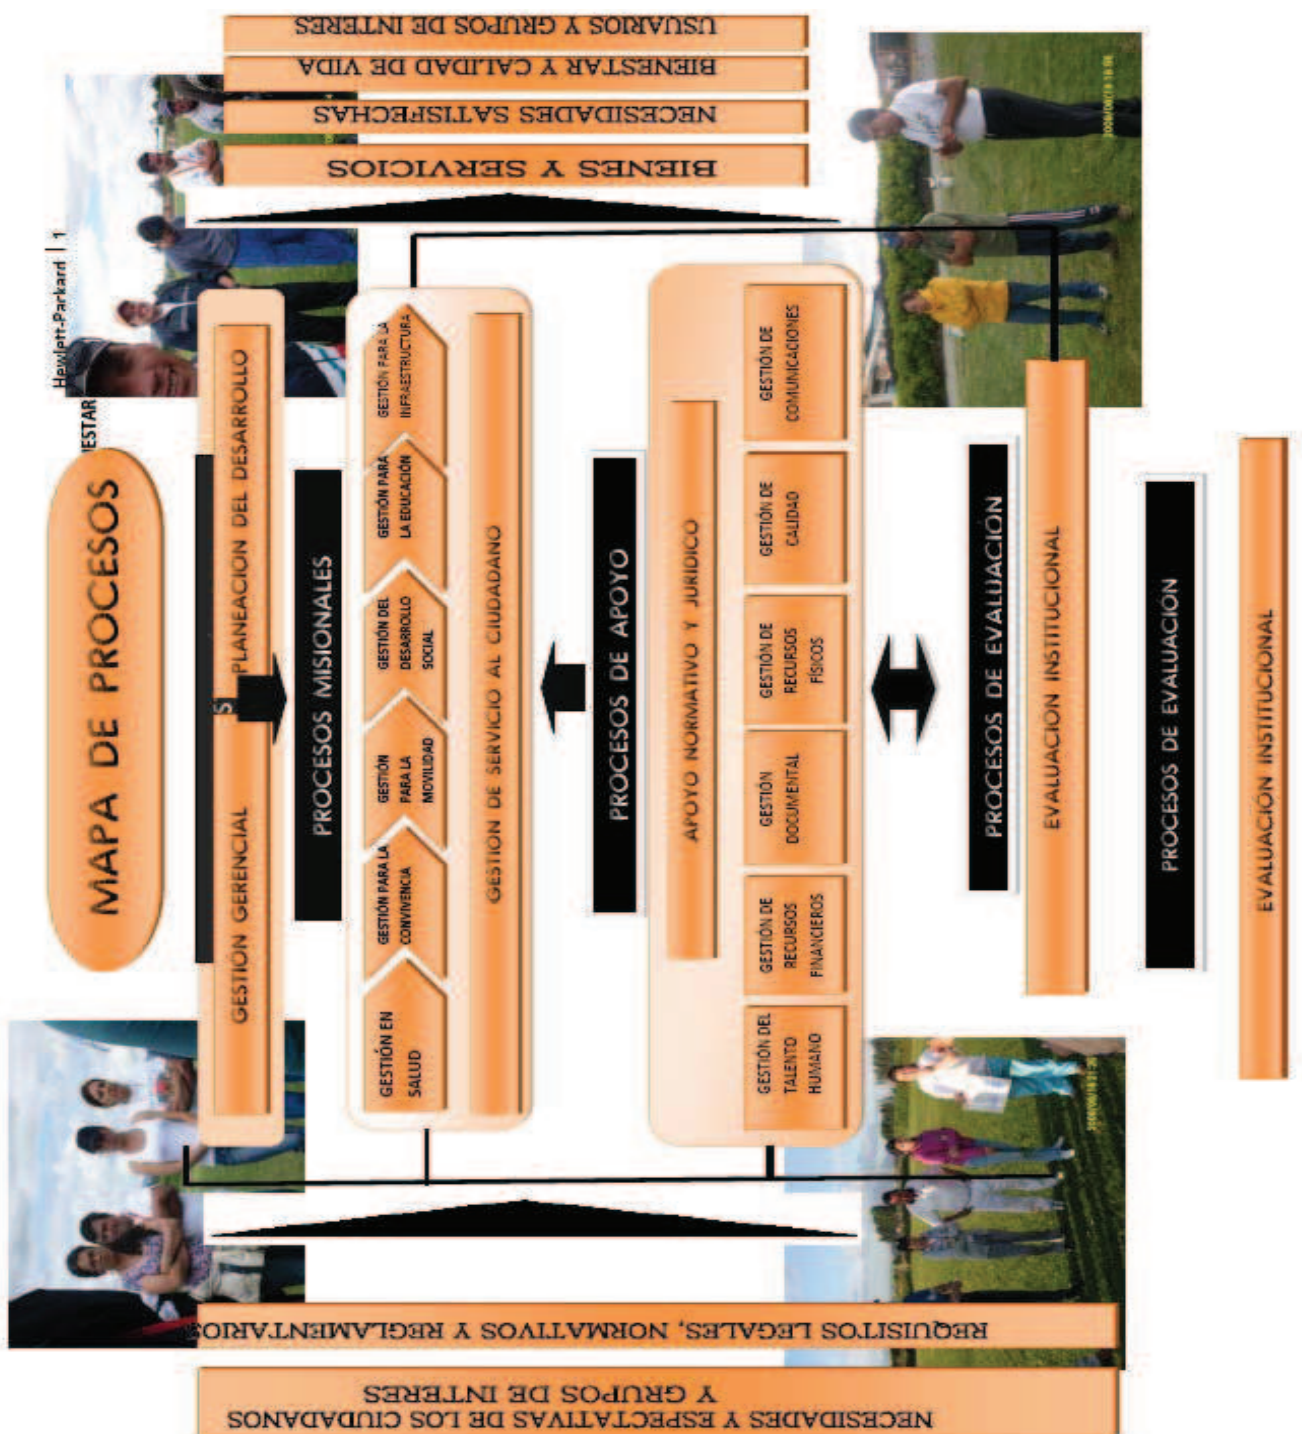 Hewlett-Parkard | 1
ESTAR
MAPA DE PROCESOS
S
GESTIÓN GERENCIAL
PLANEACION DEL DESARROLLO
PROCESOS MISIONALES
GESTIÓN EN
SALUD
GESTIÓN PARA LA
CONVIVENCIA
GESTIÓN
PARA LA
MOVILIDAD
GESTIÓN DEL
DESARROLLO
SOCIAL
GESTIÓN PARA
LA EDUCACIÓN
GESTIÓN PARA LA
INFRAESTRUCTURA
GESTION DE SERVICIO AL CIUDADANO
PROCESOS DE APOYO
APOYO NORMATIVO Y JURIDICO
GESTIÓN DEL
TALENTO
HUMANO
GESTIÓN DE
RECURSOS
FINANCIEROS
GESTIÓN
DOCUMENTAL
GESTIÓN DE
RECURSOS
FÍSICOS
GESTIÓN DE
CALIDAD
GESTIÓN DE
COMUNICACIONES
PROCESOS DE EVALUACIÓN
EVALUACIÓN INSTITUCIONAL
PROCESOS DE EVALUACIÓN
EVALUACIÓN INSTITUCIONAL
NECESIDADES Y ESPECTATIVAS DE LOS CIUDADANOS
Y GRUPOS DE INTERES
REQUISITOS LEGALES, NORMATIVOS Y REGLAMENTARIOS
BIENES Y SERVICIOS
NECESIDADES SATISFECHAS
BIENESTAR Y CALIDAD DE VIDA
USUARIOS Y GRUPOS DE INTERES